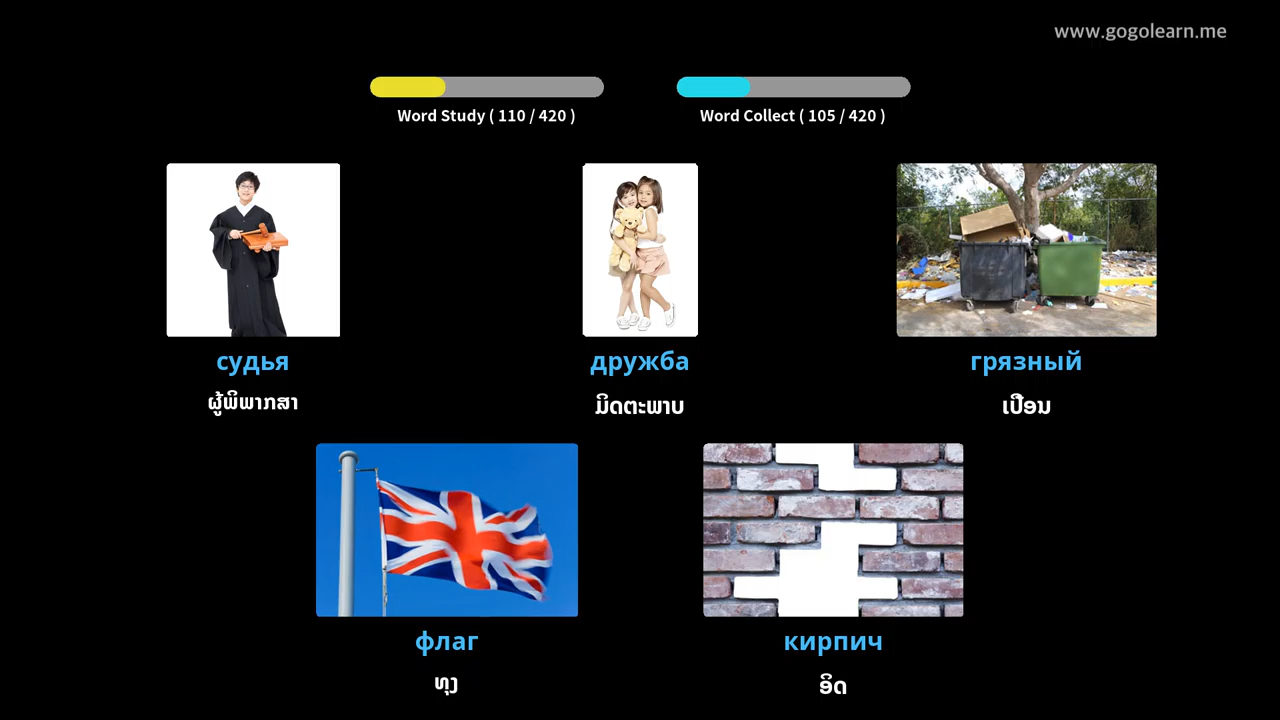 www.gogolearn.me
Word Study ( 110 / 420 )
Word Collect ( 105 / 420 )
судья
дружба
грязный
ຜູ້ພິພາກສາ
ມິດຕະພາບ
ເປື້ອນ
флаг
кирпич
ທຸງ
ອິດ